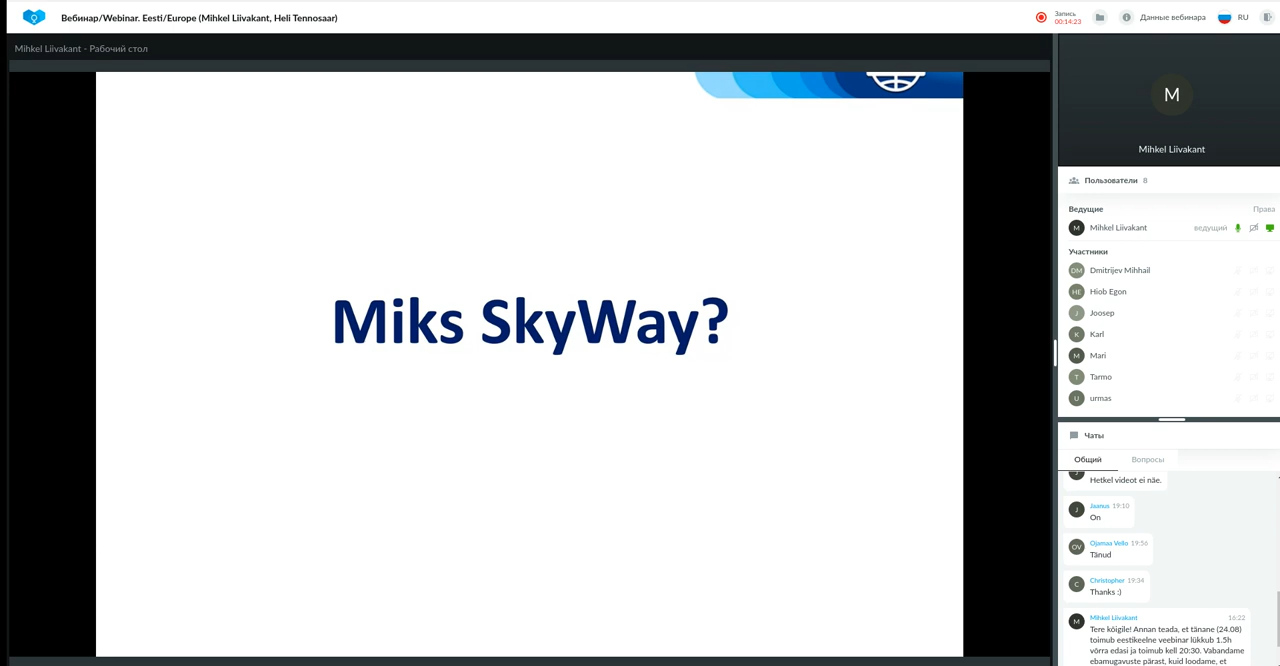 Вебинар/Webinar. Eesti/Europe (Mihkel Liivakant, Heli Tennosaar)
Запись
00:14:23
Данные вебинара
RU
Mihkel Liivakant - Рабочий стол
Miks SkyWay?
M
Mihkel Liivakant
Пользователи 8
Ведущие Права
M Mihkel Liivakant ведущий
Участники
DM Dmitrijev Mihhail
HE Hiob Egon
J Joosep
K Karl
M Mari
T Tarmo
U urmas
Чаты
Общий Вопросы
Hetkel videot ei näe.
J Jaanus 19:10
On
OV Ojamaa Vello 19:56
Tänud
C Christopher 19:34
Thanks :)
M Mihkel Liivakant 16:22
Tere kõigile! Annan teada, et tänane (24.08)
toimub eestikeelne veebinar lükkub 1.5h
võrra edasi ja toimub kell 20:30. Vabandame
ebamugavuste pärast, kuid loodame, et